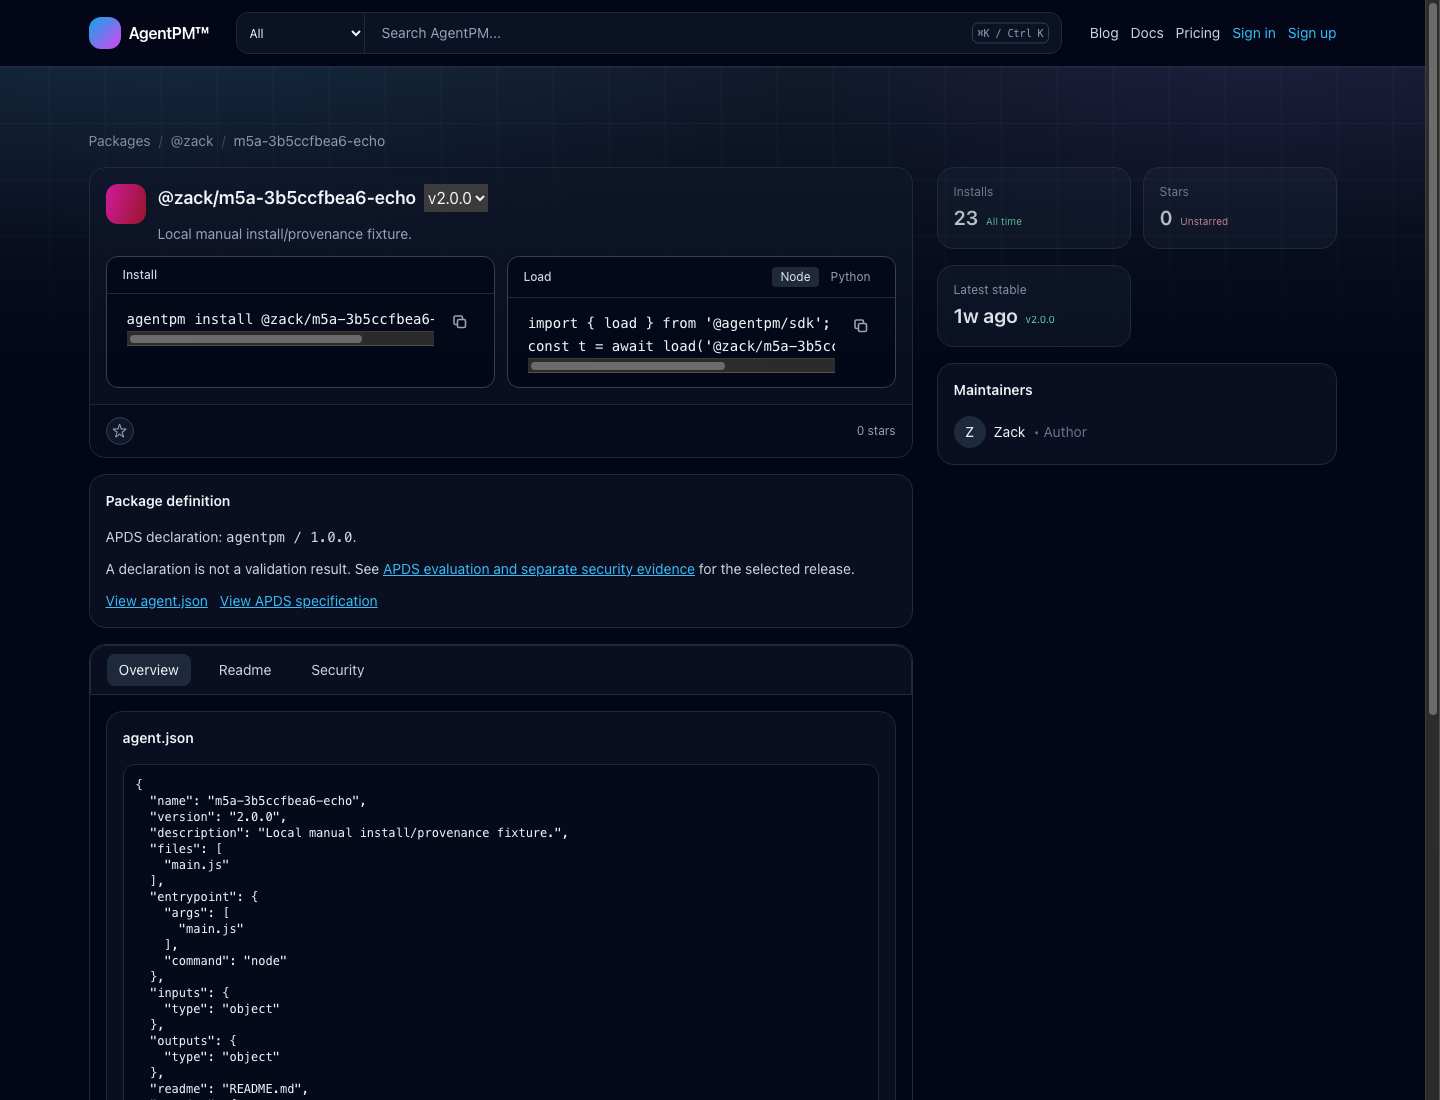 AgentPM™
All
Search AgentPM...
⌘K / Ctrl K
Blog
Docs
Pricing
Sign in
Sign up
Packages / @zack / m5a-3b5ccfbea6-echo
@zack/m5a-3b5ccfbea6-echo
v2.0.0
Local manual install/provenance fixture.
Install
agentpm install @zack/m5a-3b5ccfbea6-
Load
Node
Python
import { load } from '@agentpm/sdk';
const t = await load('@zack/m5a-3b5cc
0 stars
Installs
23 All time
Stars
0 Unstarred
Latest stable
1w ago v2.0.0
Maintainers
Z
Zack • Author
Package definition
APDS declaration: agentpm / 1.0.0.
A declaration is not a validation result. See APDS evaluation and separate security evidence for the selected release.
View agent.json
View APDS specification
Overview
Readme
Security
agent.json
{
  "name": "m5a-3b5ccfbea6-echo",
  "version": "2.0.0",
  "description": "Local manual install/provenance fixture.",
  "files": [
    "main.js"
  ],
  "entrypoint": {
    "args": [
      "main.js"
    ],
    "command": "node"
  },
  "inputs": {
    "type": "object"
  },
  "outputs": {
    "type": "object"
  },
  "readme": "README.md",